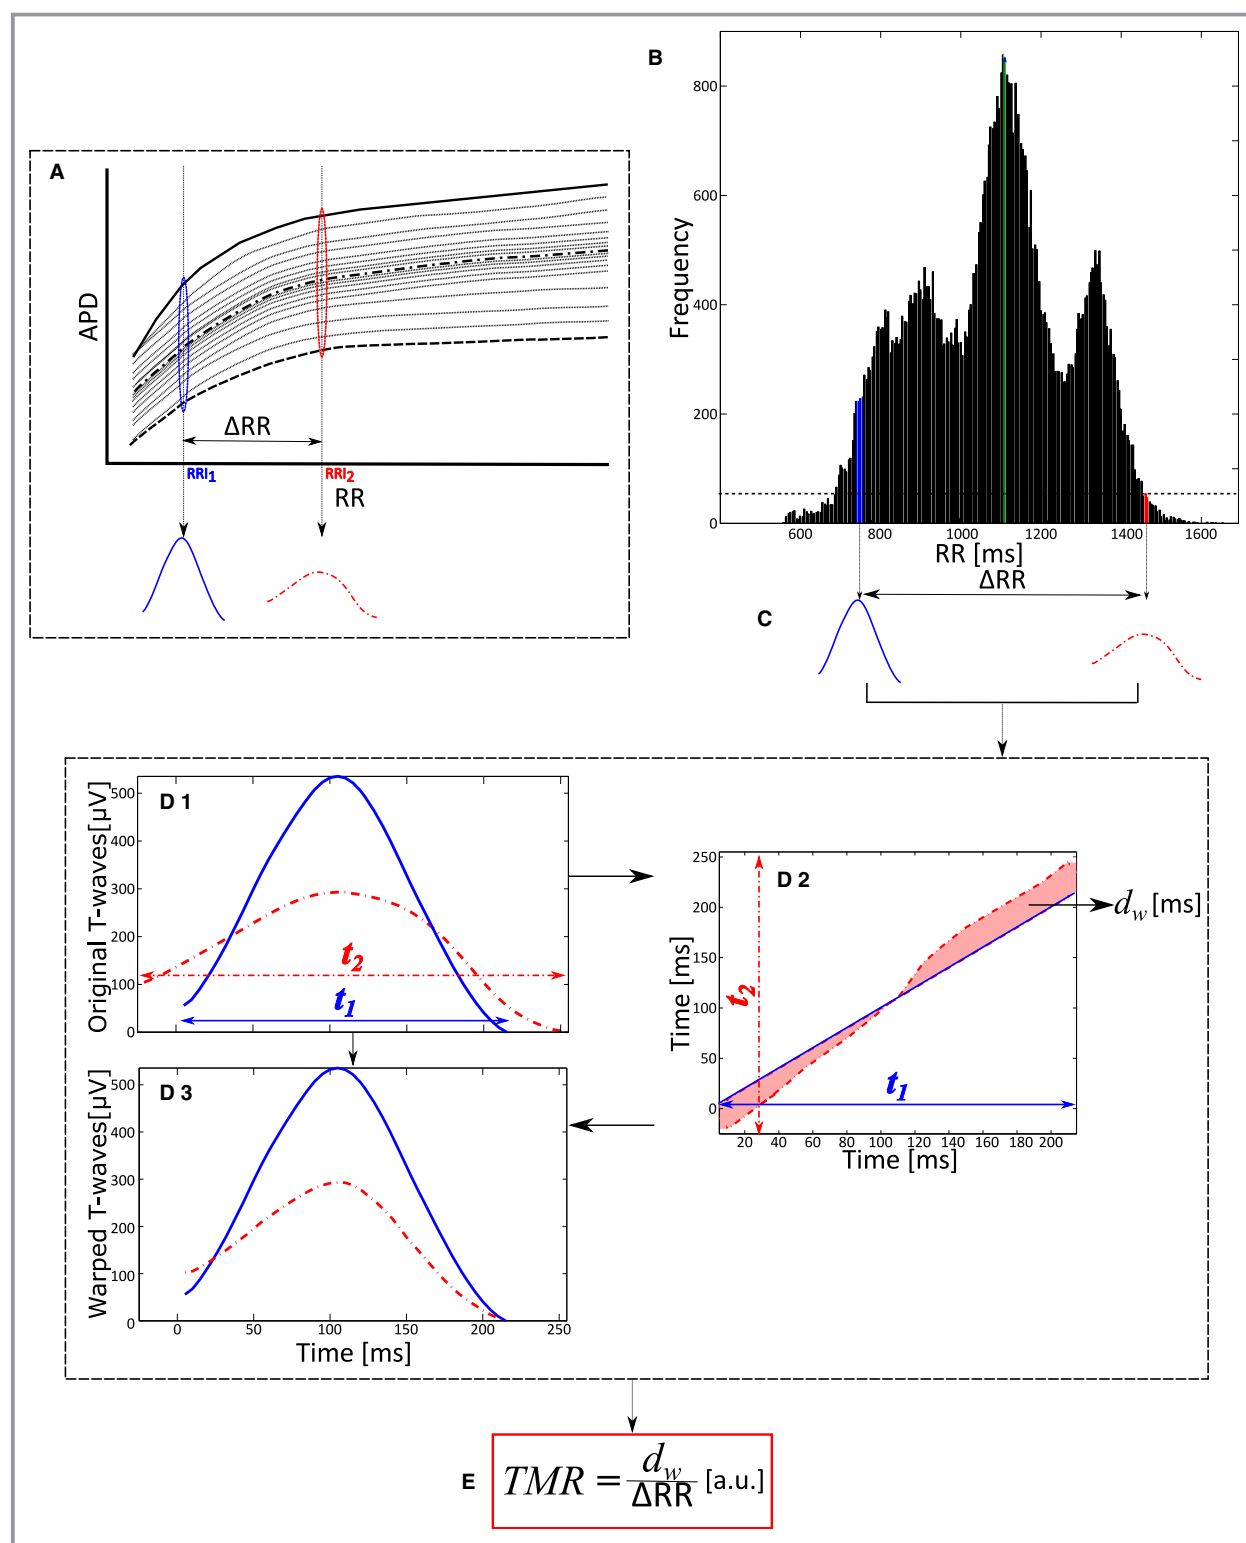 A
APD
ΔRR
RRI1
RRI2
RR
B
Frequency
800
600
400
200
0
600 800 1000 1200 1400 1600
RR [ms]
ΔRR
C
D 1
Original T-waves[µV]
500
400
300
200
100
0
t2
t1
D 2
Time [ms]
250
200
150
100
50
0
t2
t1
dw [ms]
20 40 60 80 100 120 140 160 180 200
Time [ms]
D 3
Warped T-waves[µV]
500
400
300
200
100
0
0 50 100 150 200 250
Time [ms]
E
TMR = dw/ΔRR [a.u.]